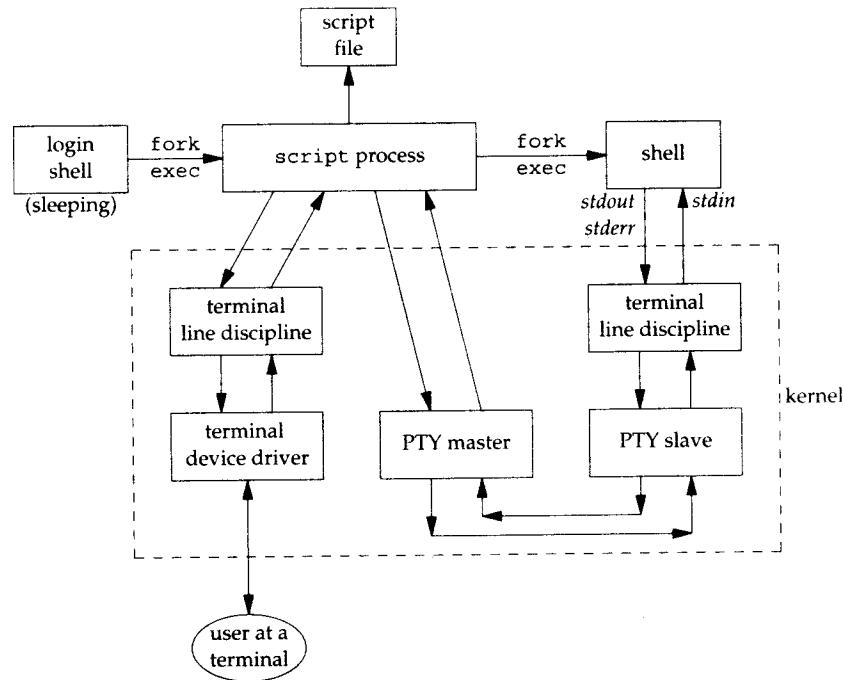 script
file
login
shell
(sleeping)
fork
exec
script process
fork
exec
shell
stdout
stderr
stdin
terminal
line discipline
terminal
line discipline
kernel
terminal
device driver
PTY master
PTY slave
user at a
terminal